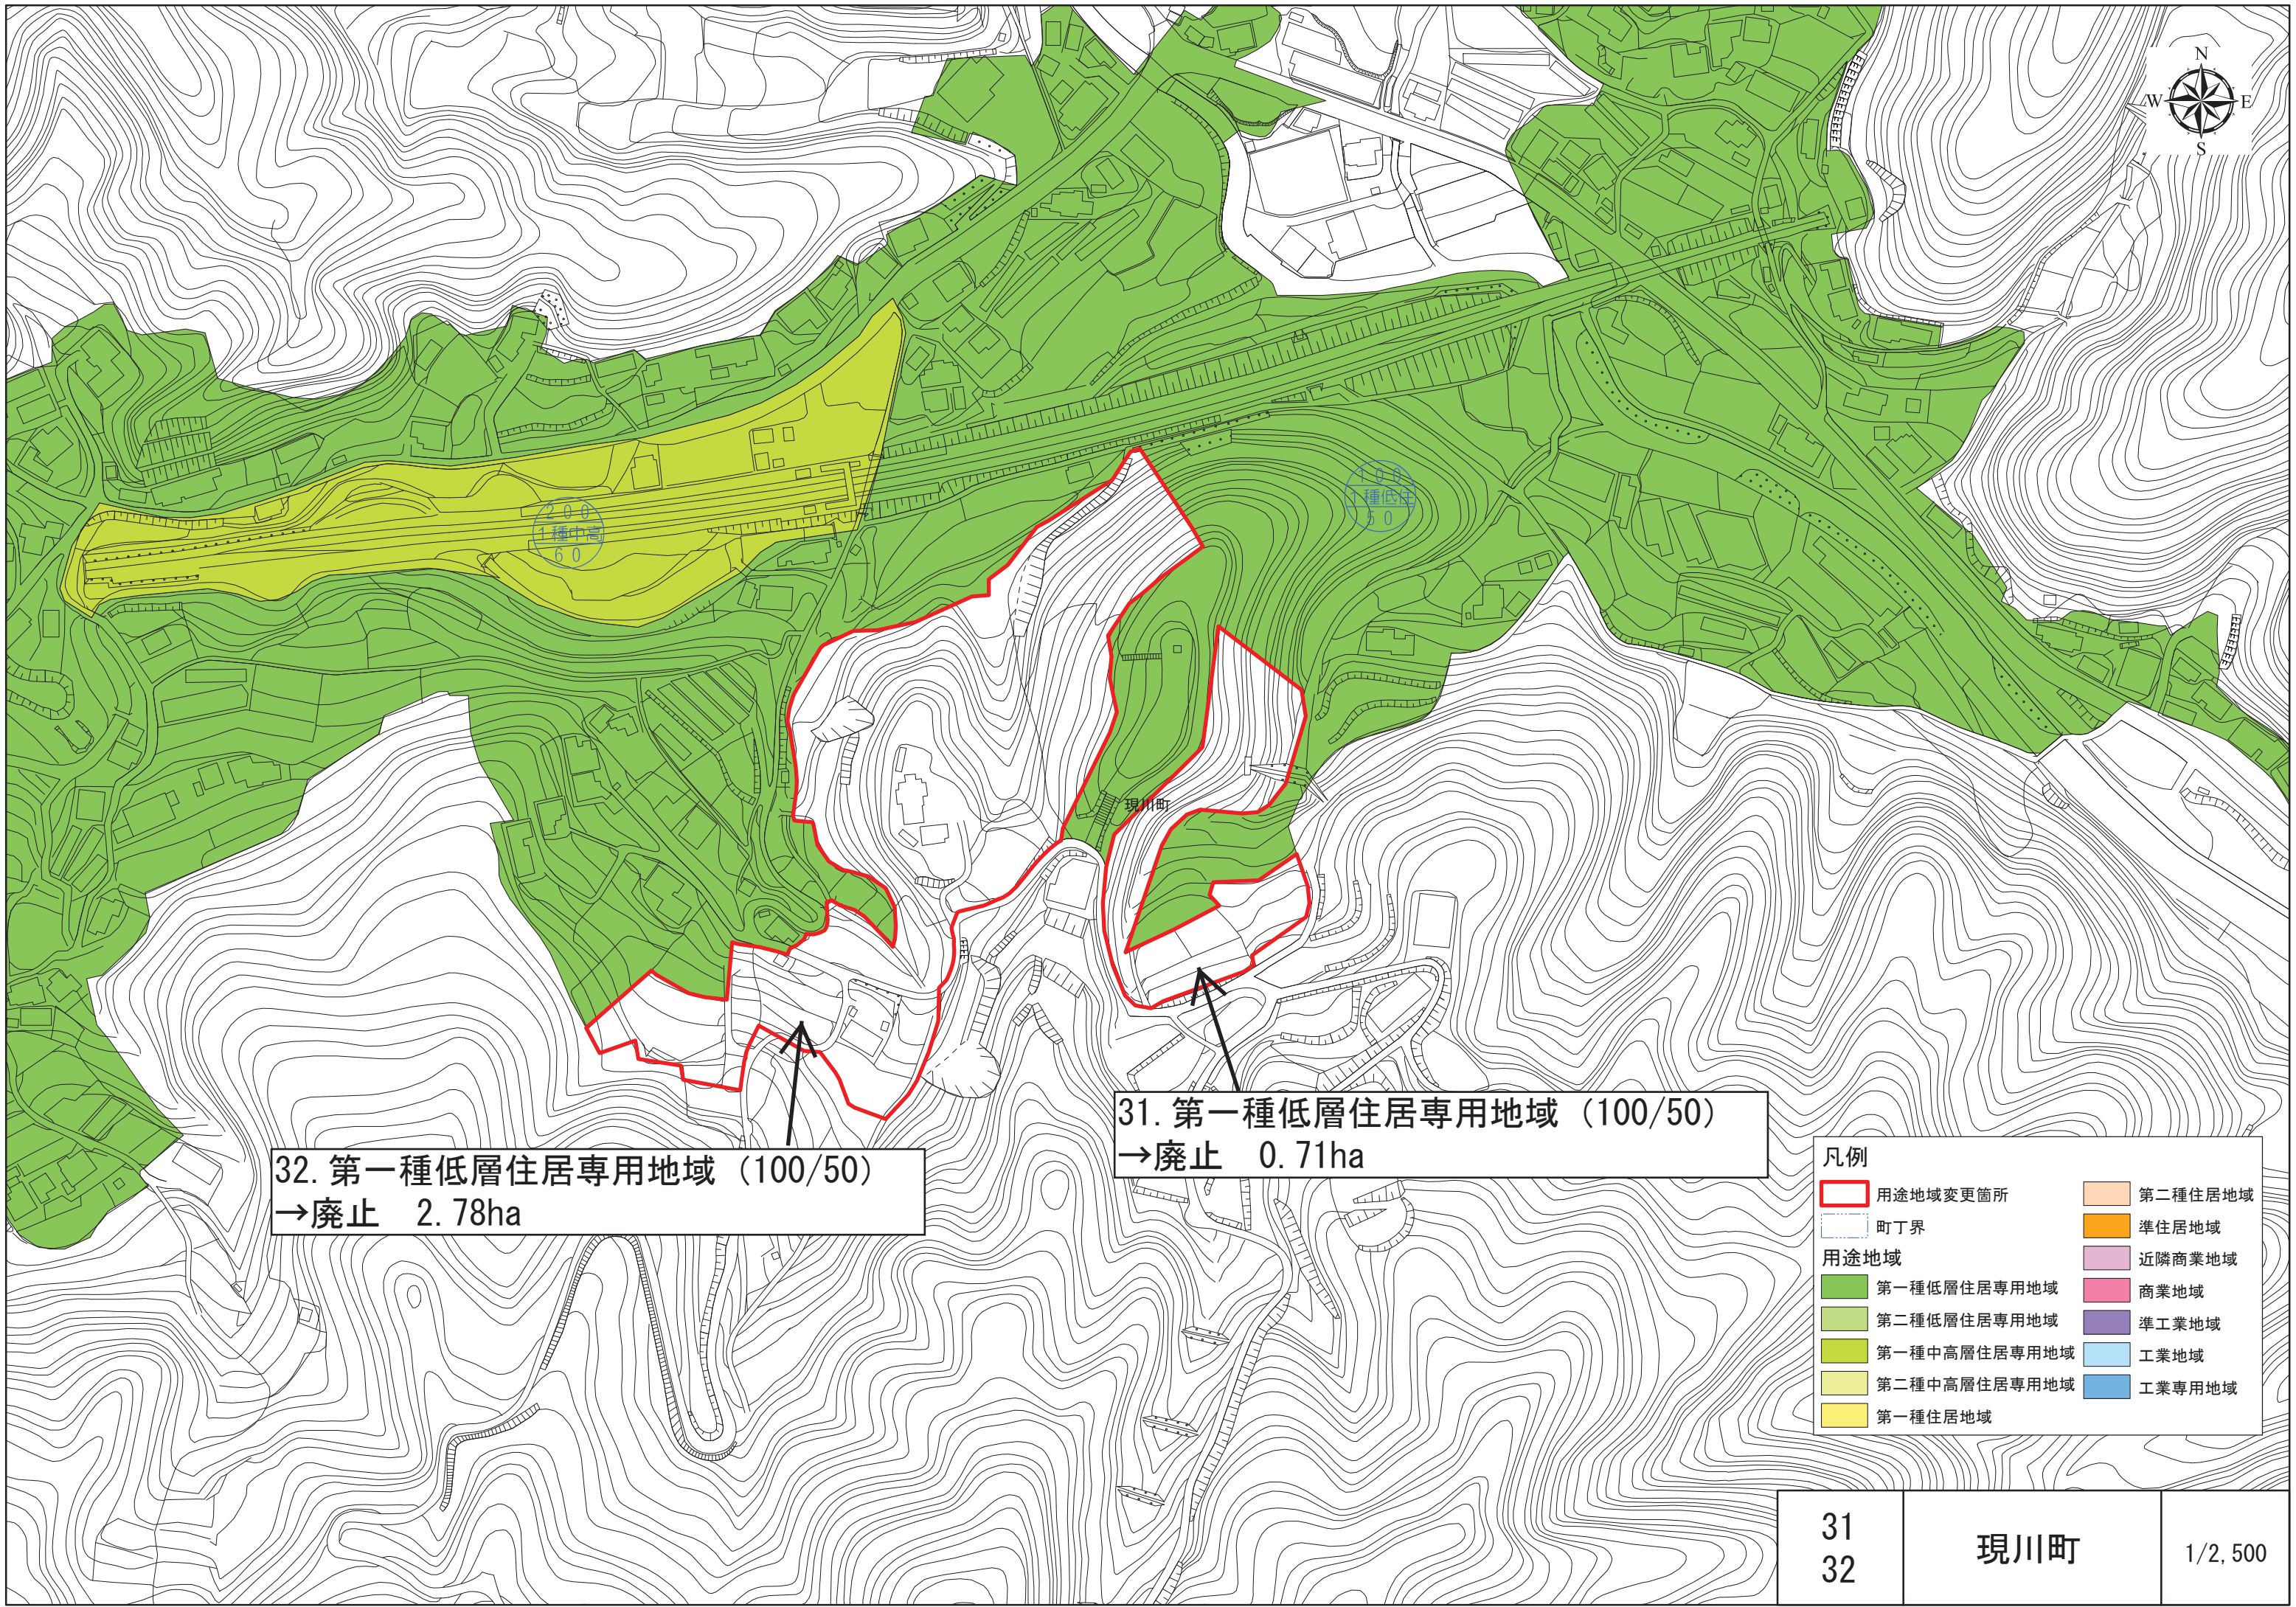 N
W
E
S
200
1種中高
60
100
1種低住
50
現川町
31.第一種低層住居専用地域（100/50）
→廃止　0.71ha
32.第一種低層住居専用地域（100/50）
→廃止　2.78ha
凡例
用途地域変更箇所
町丁界
用途地域
第一種低層住居専用地域
第二種低層住居専用地域
第一種中高層住居専用地域
第二種中高層住居専用地域
第一種住居地域
第二種住居地域
準住居地域
近隣商業地域
商業地域
準工業地域
工業地域
工業専用地域
31
32
現川町
1/2,500